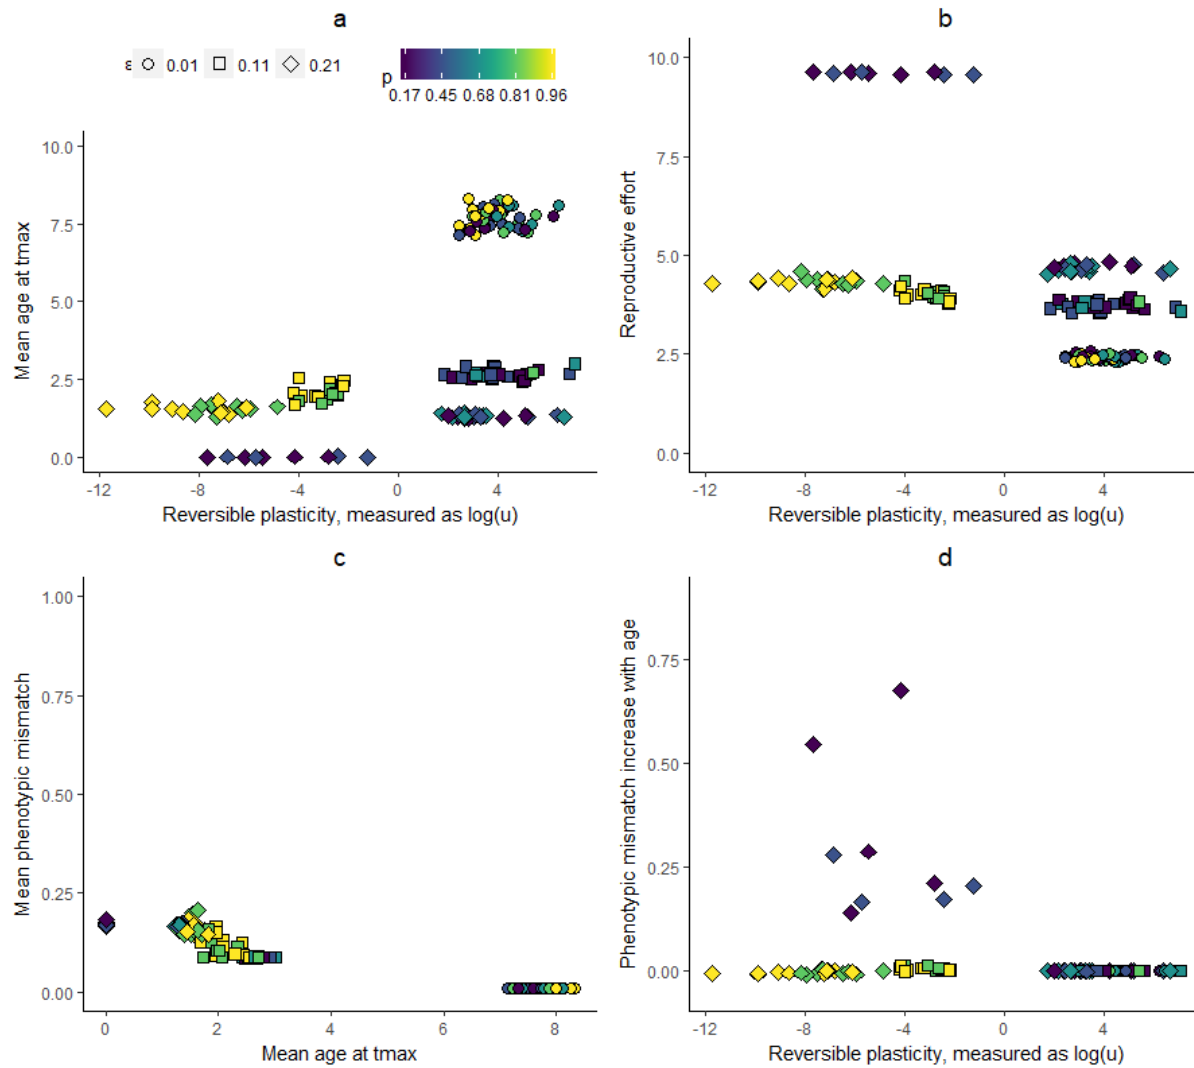 a
ε 0.01 0.11 0.21
p
0.17 0.45 0.68 0.81 0.96
Mean age at tmax
10.0
7.5
5.0
2.5
0.0
-12 -8 -4 0 4
Reversible plasticity, measured as log(u)
b
Reproductive effort
10.0
7.5
5.0
2.5
0.0
-12 -8 -4 0 4
Reversible plasticity, measured as log(u)
c
Mean phenotypic mismatch
1.00
0.75
0.50
0.25
0.00
0 2 4 6 8
Mean age at tmax
d
Phenotypic mismatch increase with age
0.75
0.50
0.25
0.00
-12 -8 -4 0 4
Reversible plasticity, measured as log(u)